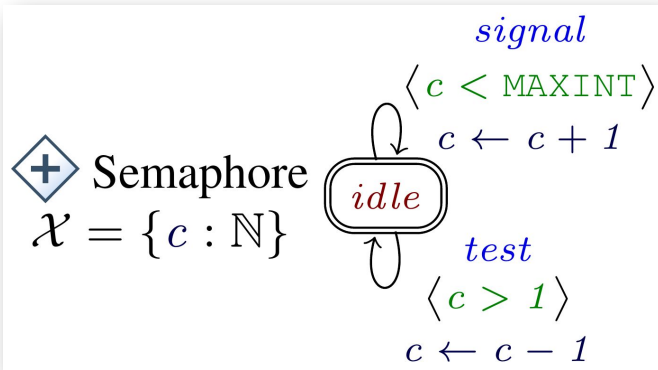 signal
⟨c < MAXINT⟩
c ← c + 1
+ Semaphore
𝒳 = {c : ℕ}
idle
test
⟨c > 1⟩
c ← c − 1